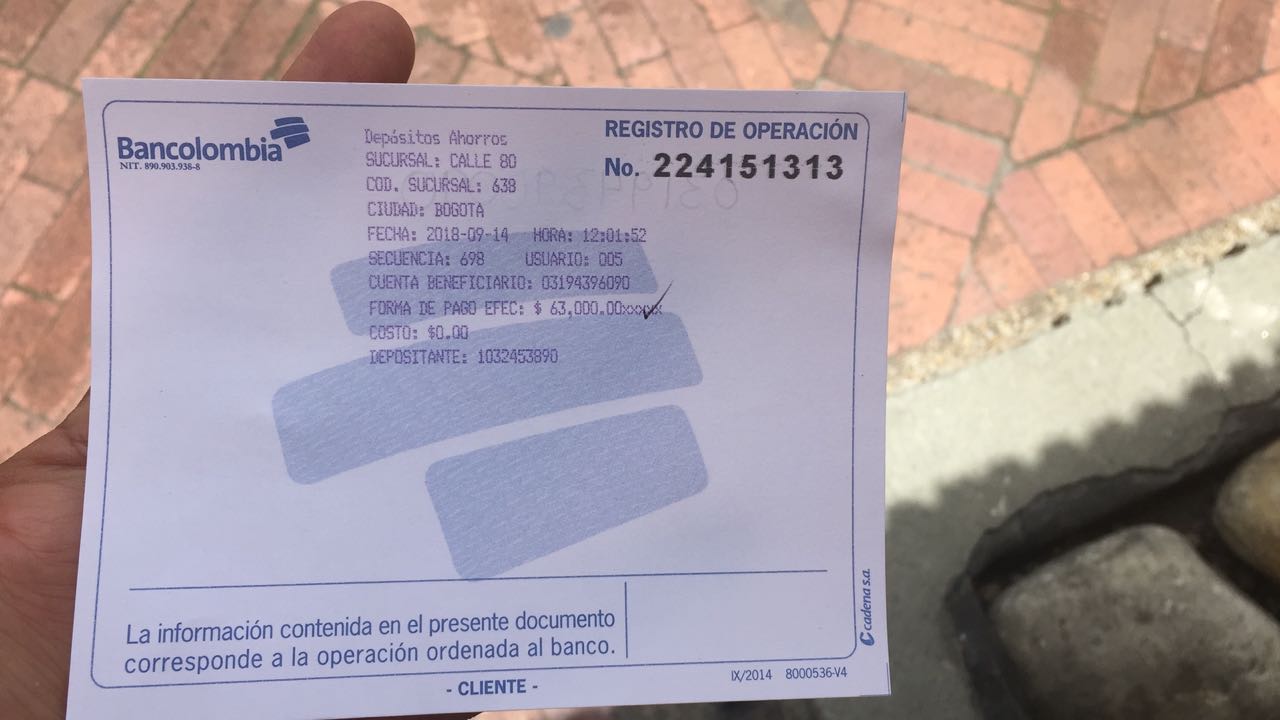 Bancolombia
NIT. 890.903.938-8
REGISTRO DE OPERACIÓN
No. 224151313
Depósitos Ahorros
SUCURSAL: CALLE 80
COD. SUCURSAL: 638
CIUDAD: BOGOTA
FECHA: 2018-09-14 HORA: 12:01:52
SECUENCIA: 698 USUARIO: 005
CUENTA BENEFICIARIO: 03194396090
FORMA DE PAGO EFEC: $ 63,000.00xxxxx
COSTO: $0.00
DEPOSITANTE: 1032453890
La información contenida en el presente documento
corresponde a la operación ordenada al banco.
cadena s.a.
IX/2014 8000536-V4
- CLIENTE -